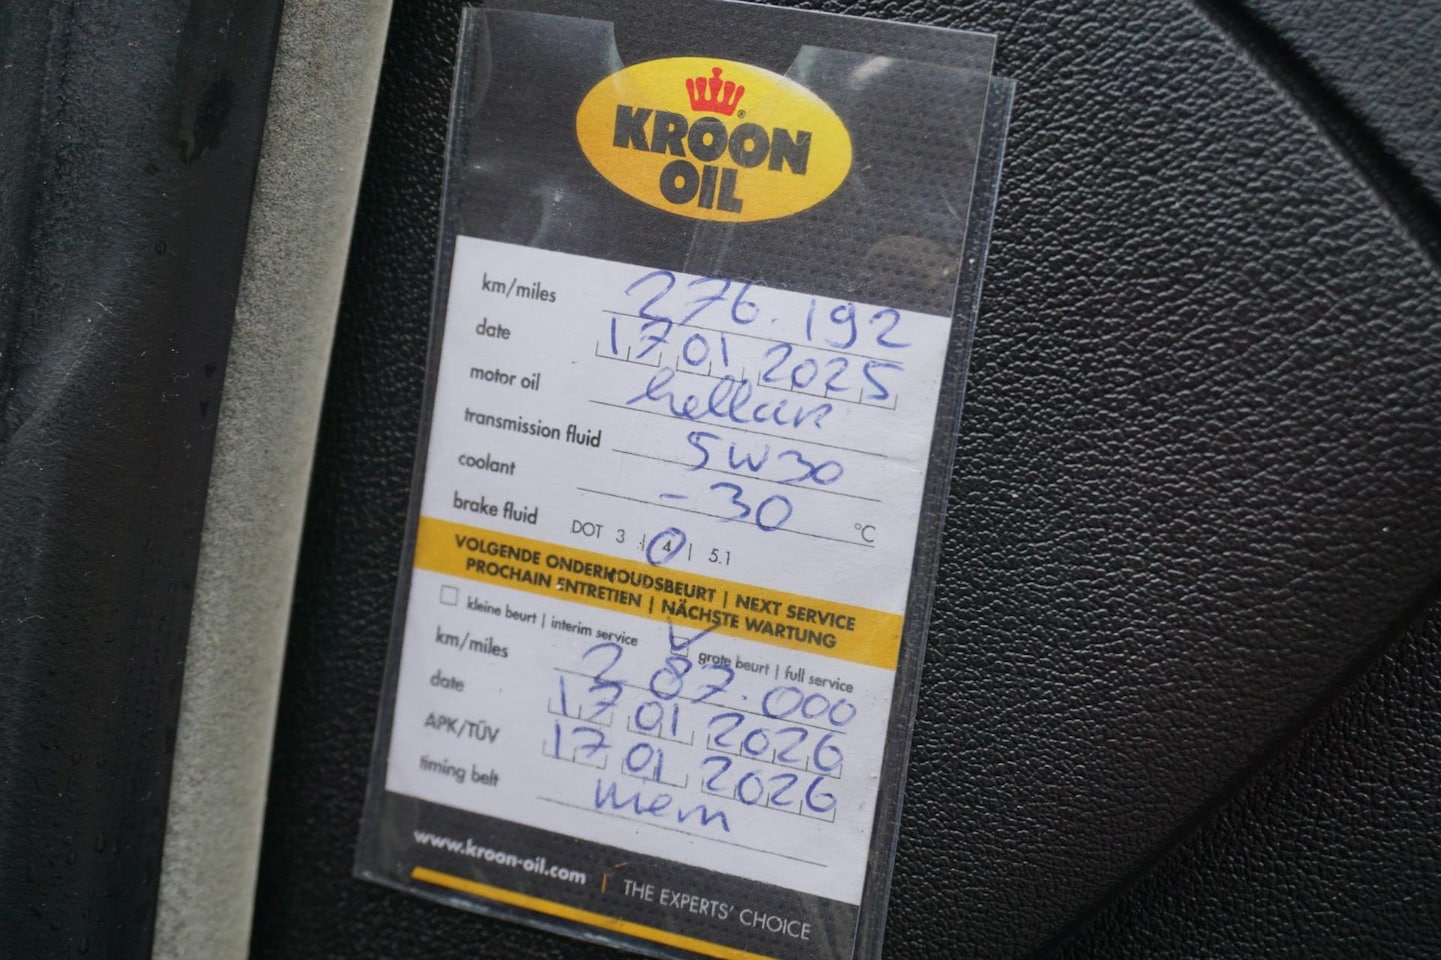 KROON
OIL
km/miles 276.192
date 17 01 2025
motor oil
transmission fluid 5W30
coolant -30 °C
brake fluid DOT 3 | 4 | 5.1
VOLGENDE ONDERHOUDSBEURT | NEXT SERVICE
PROCHAIN ENTRETIEN | NÄCHSTE WARTUNG
kleine beurt | interim service grote beurt | full service
km/miles 287.000
date 17 01 2026
APK/TÜV 17 01 2026
timing belt
www.kroon-oil.com | THE EXPERTS' CHOICE